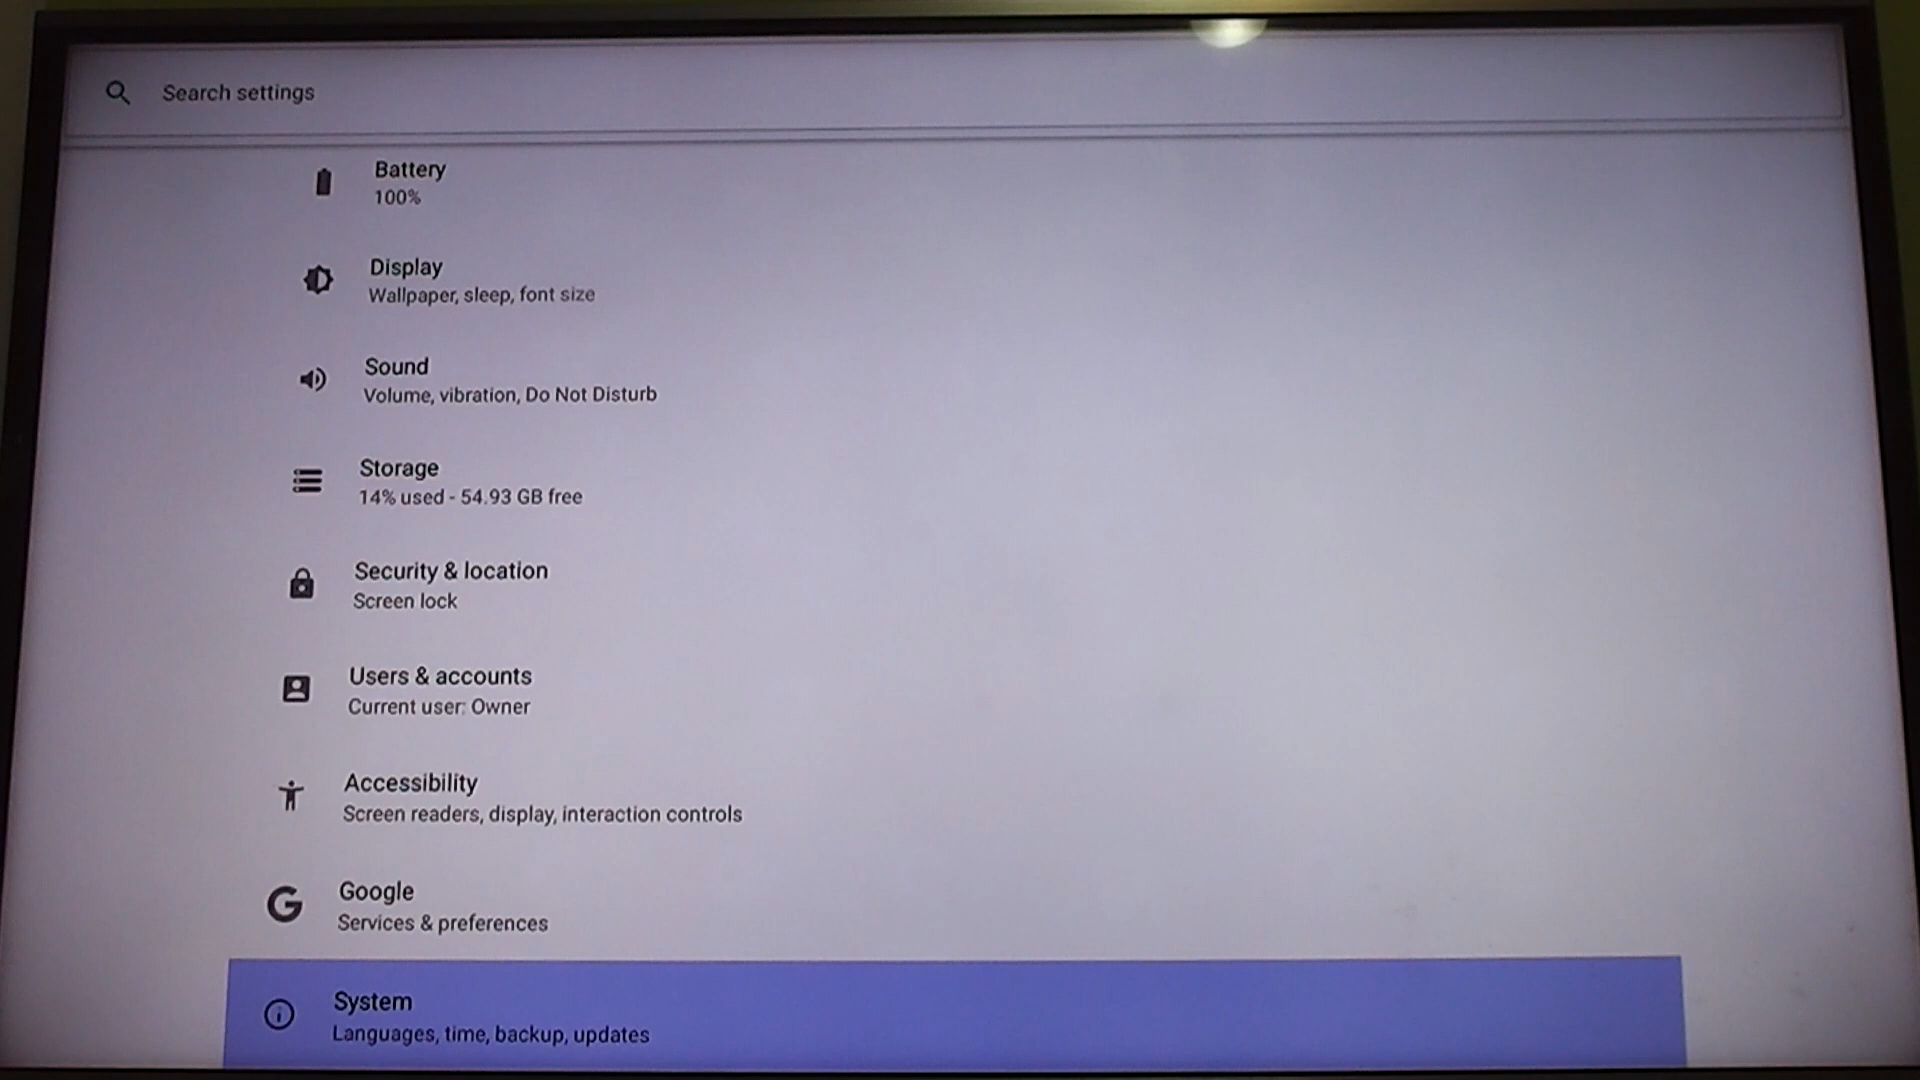 Search settings
Battery
100%
Display
Wallpaper, sleep, font size
Sound
Volume, vibration, Do Not Disturb
Storage
14% used - 54.93 GB free
Security & location
Screen lock
Users & accounts
Current user: Owner
Accessibility
Screen readers, display, interaction controls
Google
Services & preferences
System
Languages, time, backup, updates